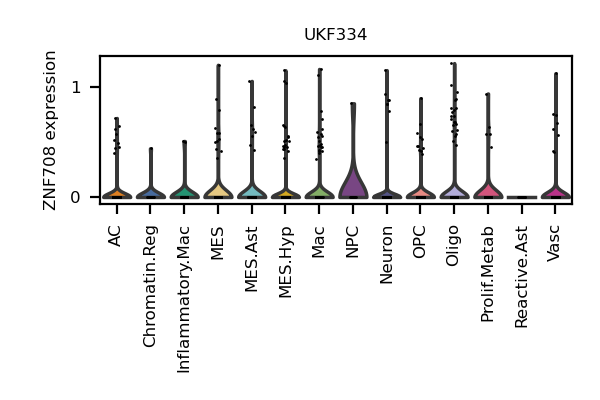 UKF334
ZNF708 expression
1
0
AC
Chromatin.Reg
Inflammatory.Mac
MES
MES.Ast
MES.Hyp
Mac
NPC
Neuron
OPC
Oligo
Prolif.Metab
Reactive.Ast
Vasc